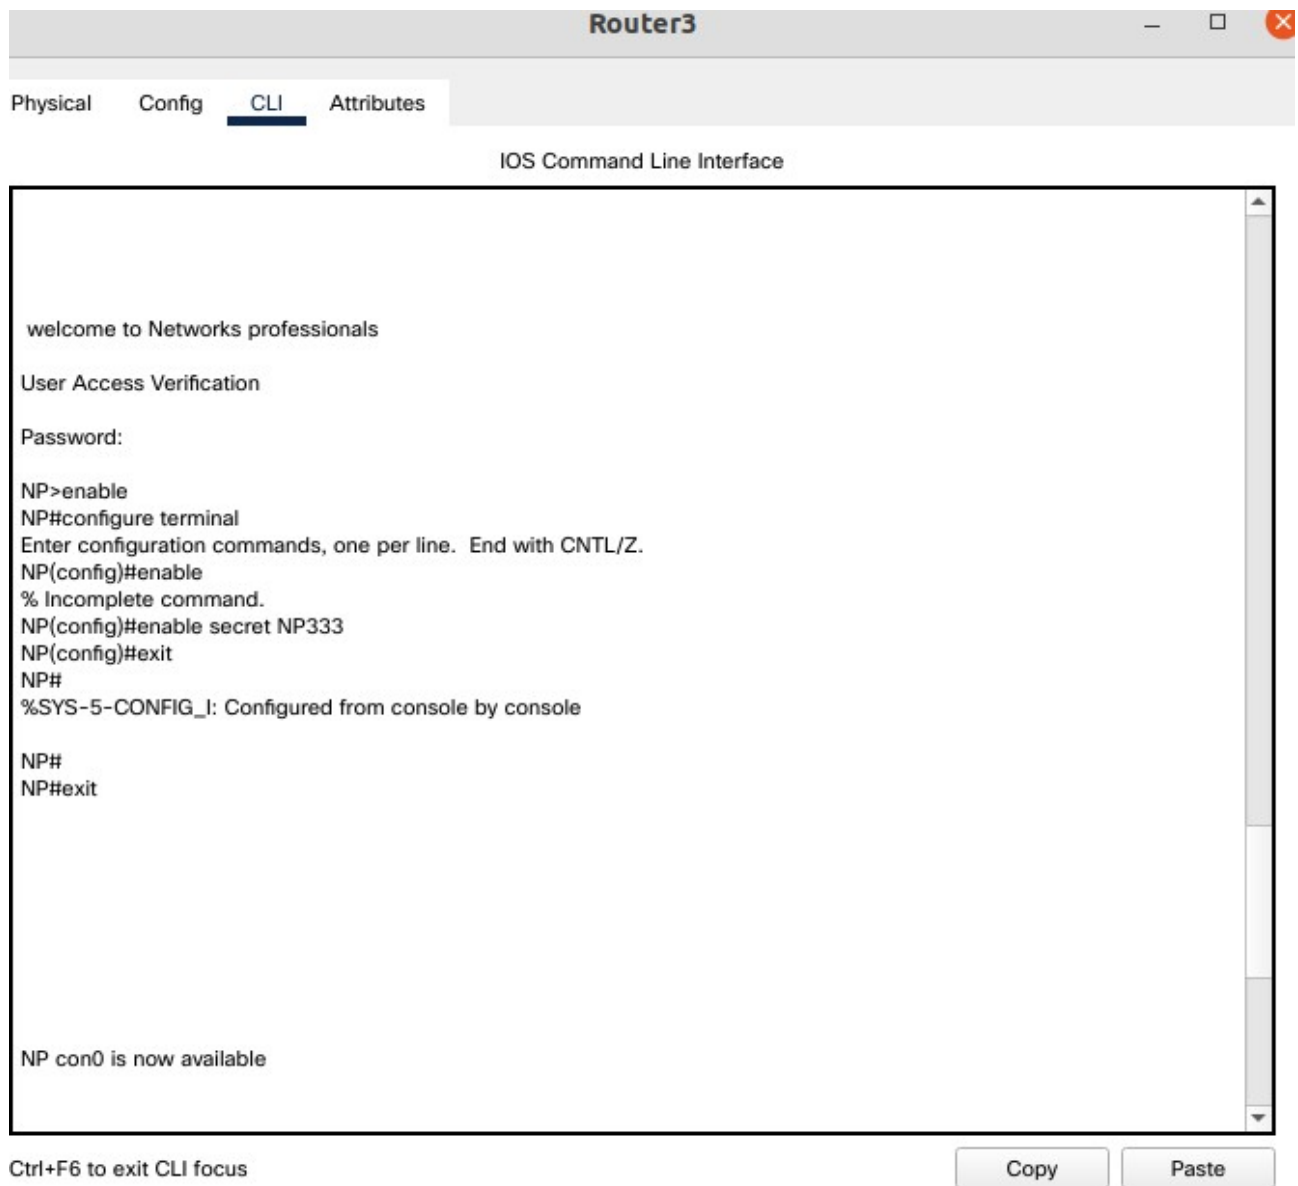 Router3
Physical Config CLI Attributes
IOS Command Line Interface
welcome to Networks professionals
User Access Verification
Password:
NP>enable
NP#configure terminal
Enter configuration commands, one per line.  End with CNTL/Z.
NP(config)#enable
% Incomplete command.
NP(config)#enable secret NP333
NP(config)#exit
NP#
%SYS-5-CONFIG_I: Configured from console by console
NP#
NP#exit
NP con0 is now available
Ctrl+F6 to exit CLI focus
Copy Paste